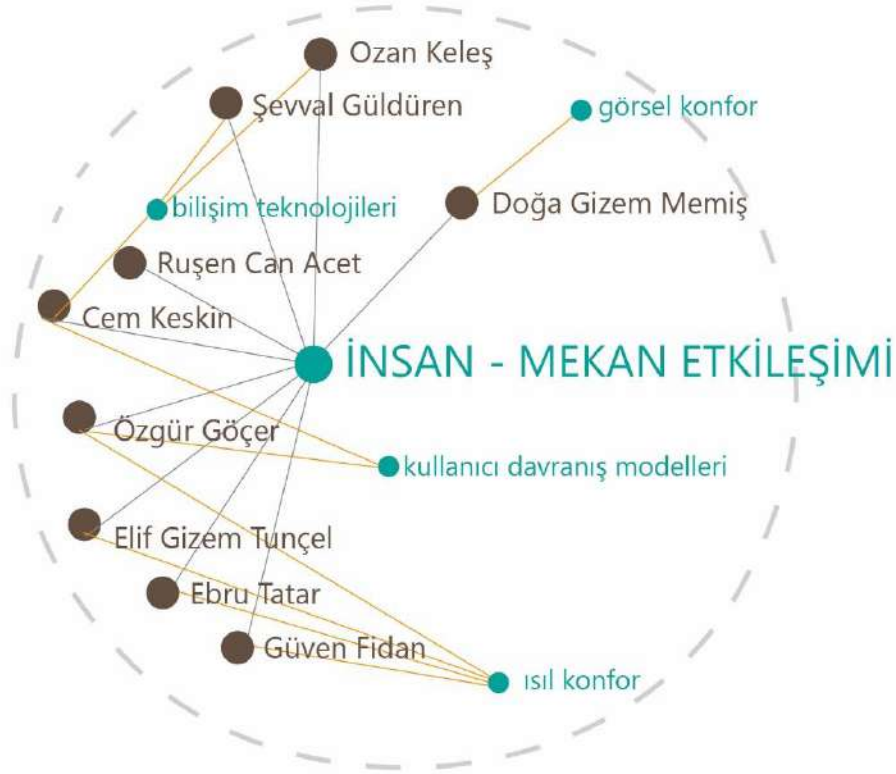 Ozan Keleş
Şevval Güldüren
görsel konfor
Doğa Gizem Memiş
bilişim teknolojileri
Ruşen Can Acet
Cem Keskin
İNSAN - MEKAN ETKİLEŞİMİ
Özgür Göçer
kullanıcı davranış modelleri
Elif Gizem Tunçel
Ebru Tatar
Güven Fidan
ısıl konfor